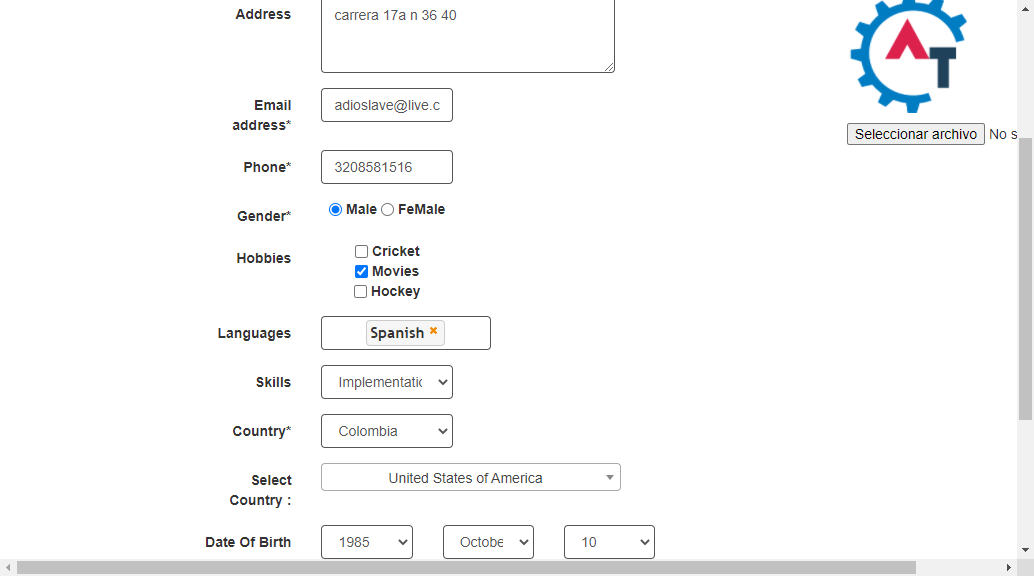 Address
carrera 17a n 36 40
AT
Seleccionar archivo No s
Email
address*
adioslave@live.c
Phone*
3208581516
Gender*
Male FeMale
Hobbies
Cricket
Movies
Hockey
Languages
Spanish ✖
Skills
Implementatic
Country*
Colombia
Select
Country :
United States of America
Date Of Birth
1985 Octobe 10